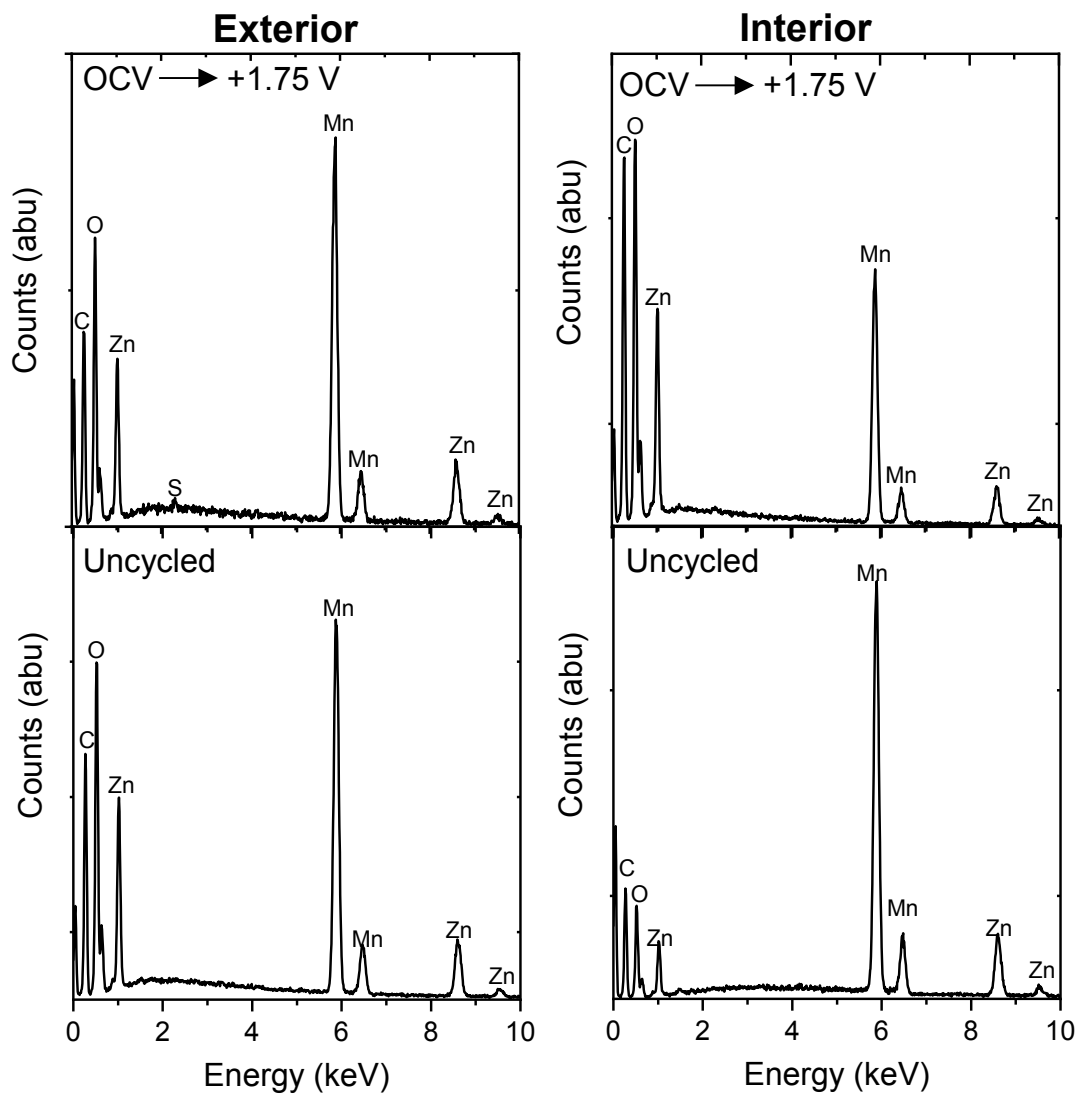 Exterior
OCV → +1.75 V
Mn
O
C
Zn
S
Mn
Zn
Zn
Counts (abu)
Interior
OCV → +1.75 V
O
C
Zn
Mn
Mn
Zn
Zn
Counts (abu)
Uncycled
Mn
O
C
Zn
Mn
Zn
Zn
Counts (abu)
0 2 4 6 8 10
Energy (keV)
Uncycled
Mn
C
O
Zn
Mn
Zn
Zn
Counts (abu)
0 2 4 6 8 10
Energy (keV)